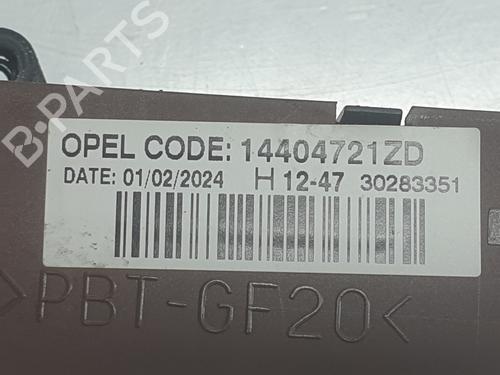 OPEL CODE: 14404721ZD
DATE: 01/02/2024 H 12-47 30283351
>PBT-GF20<
B-PARTS